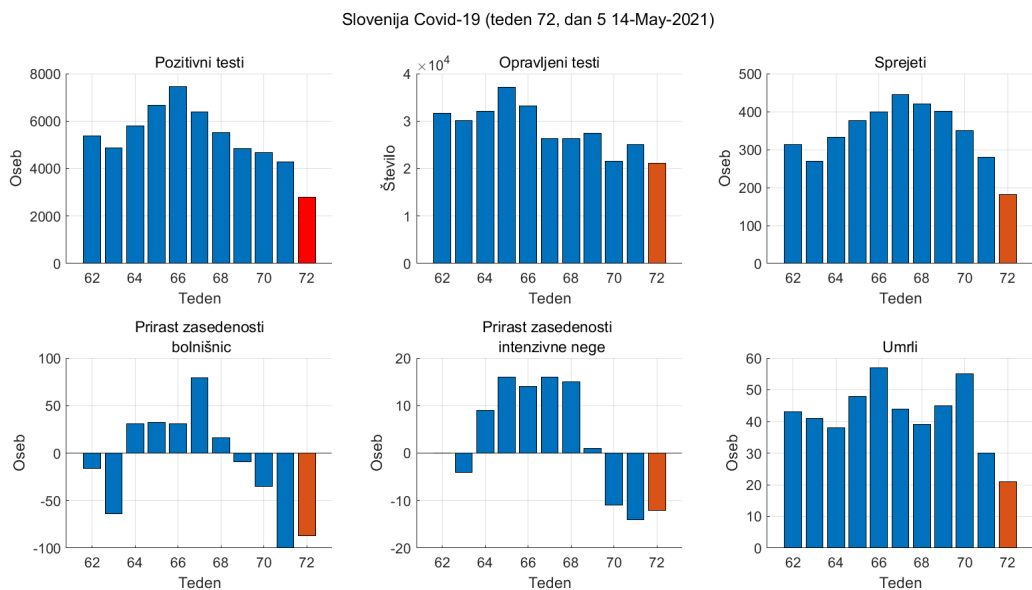 Slovenija Covid-19 (teden 72, dan 5 14-May-2021)
Pozitivni testi
8000
6000
4000
2000
0
Oseb
62 64 66 68 70 72
Teden
Opravljeni testi
×10⁴
4
3
2
1
0
Število
62 64 66 68 70 72
Teden
Sprejeti
500
400
300
200
100
0
Oseb
62 64 66 68 70 72
Teden
Prirast zasedenosti
bolnišnic
100
50
0
-50
-100
Oseb
62 64 66 68 70 72
Teden
Prirast zasedenosti
intenzivne nege
20
10
0
-10
-20
Oseb
62 64 66 68 70 72
Teden
Umrli
60
50
40
30
20
10
0
Oseb
62 64 66 68 70 72
Teden